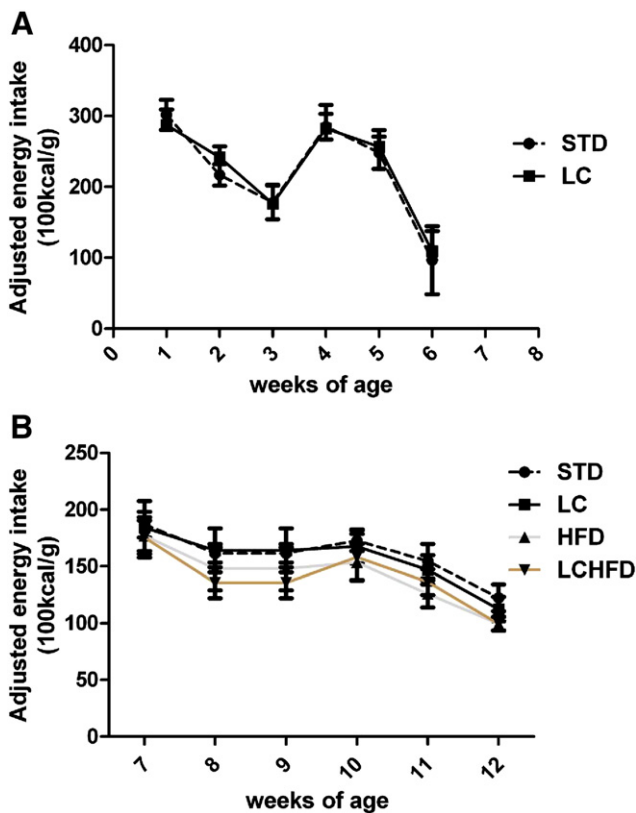 A
Adjusted energy intake
(100kcal/g)
400
300
200
100
0
0 1 2 3 4 5 6 7 8
weeks of age
STD
LC
B
Adjusted energy intake
(100kcal/g)
250
200
150
100
50
0
7 8 9 10 11 12
weeks of age
STD
LC
HFD
LCHFD